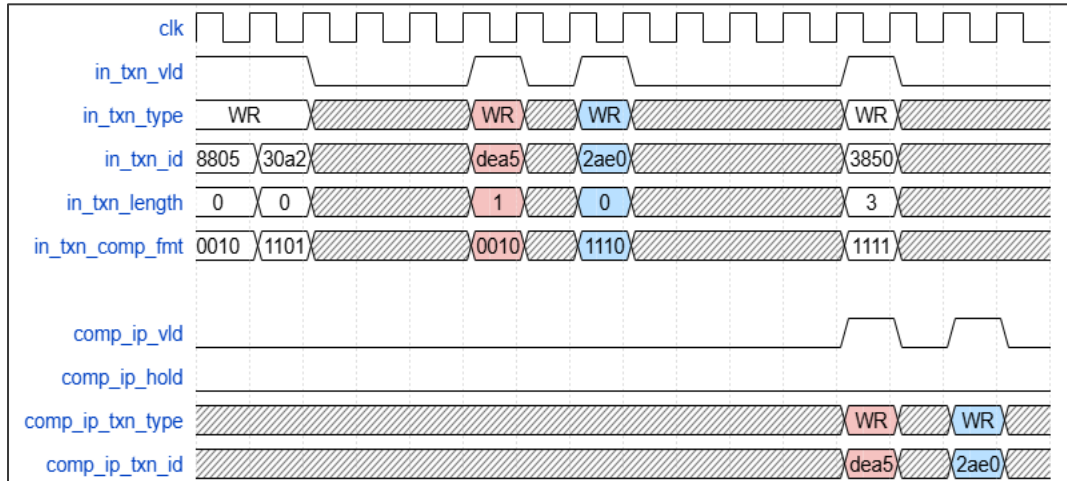 clk
in_txn_vld
in_txn_type WR WR WR WR
in_txn_id 8805 30a2 dea5 2ae0 3850
in_txn_length 0 0 1 0 3
in_txn_comp_fmt 0010 1101 0010 1110 1111
comp_ip_vld
comp_ip_hold
comp_ip_txn_type WR WR
comp_ip_txn_id dea5 2ae0